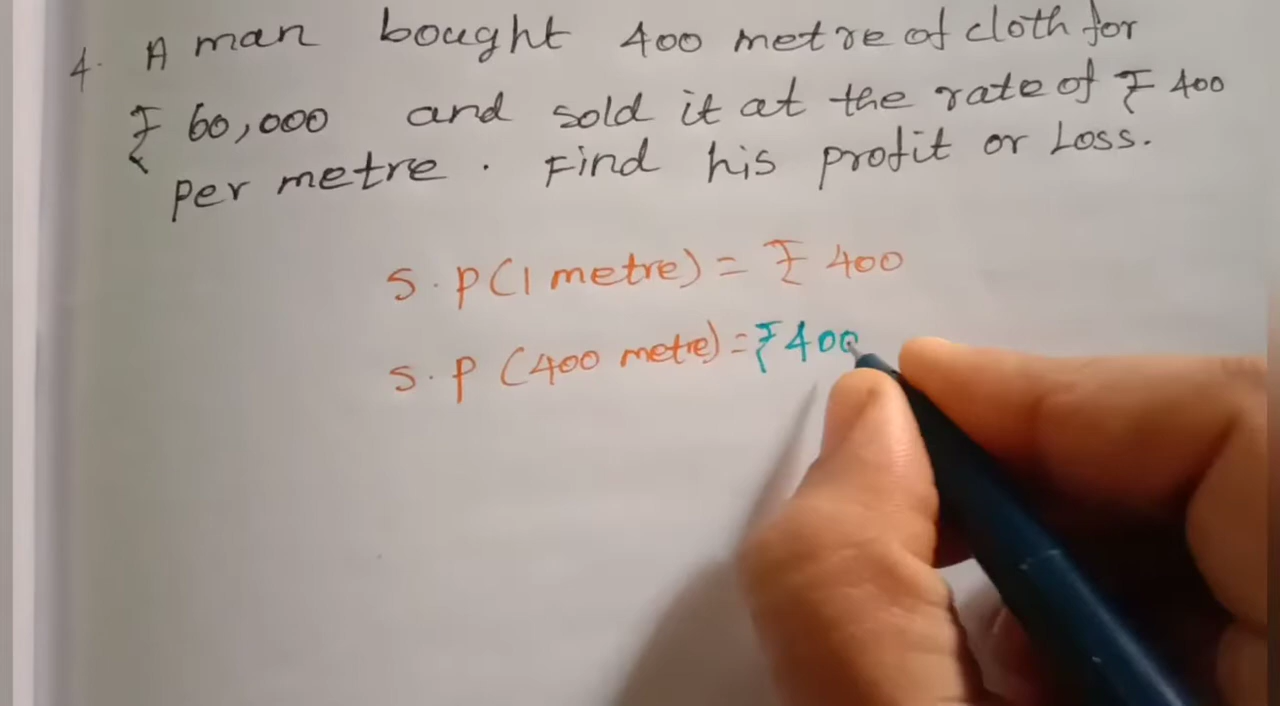 4. A man bought 400 metre of cloth for
₹ 60,000 and sold it at the rate of ₹ 400
per metre. Find his profit or Loss.
S.P (1 metre) = ₹ 400
S.P (400 metre) = ₹ 400